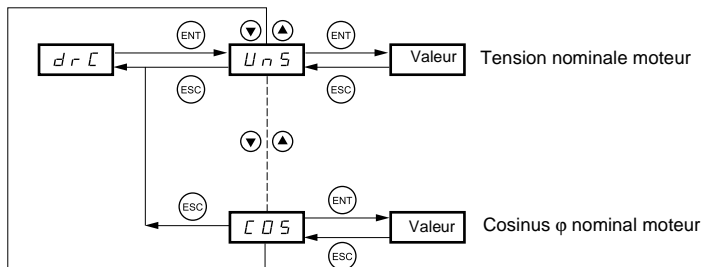 ENT
ENT
drC
UnS
Valeur
Tension nominale moteur
ESC
ESC
ENT
ESC
COS
Valeur
Cosinus φ nominal moteur
ESC